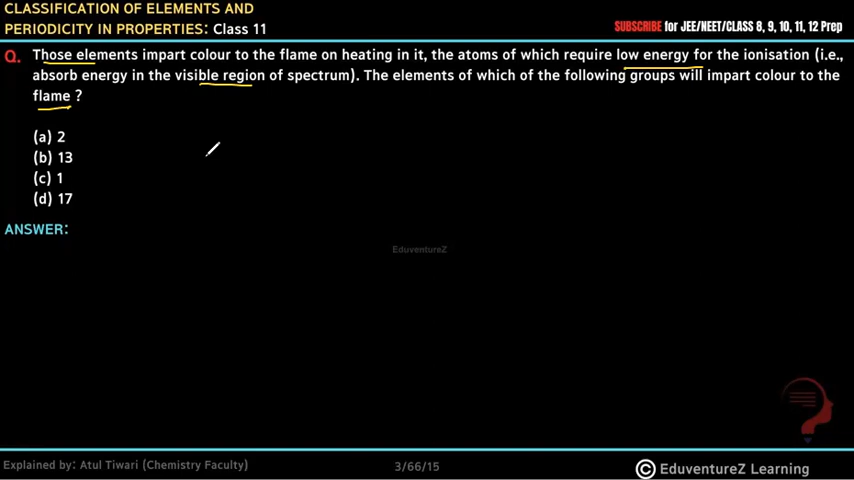 CLASSIFICATION OF ELEMENTS AND
PERIODICITY IN PROPERTIES: Class 11
SUBSCRIBE for JEE/NEET/CLASS 8, 9, 10, 11, 12 Prep
Q. Those elements impart colour to the flame on heating in it, the atoms of which require low energy for the ionisation (i.e.,
absorb energy in the visible region of spectrum). The elements of which of the following groups will impart colour to the
flame ?
(a) 2
(b) 13
(c) 1
(d) 17
ANSWER:
EduventureZ
Explained by: Atul Tiwari (Chemistry Faculty)
3/66/15
© EduventureZ Learning